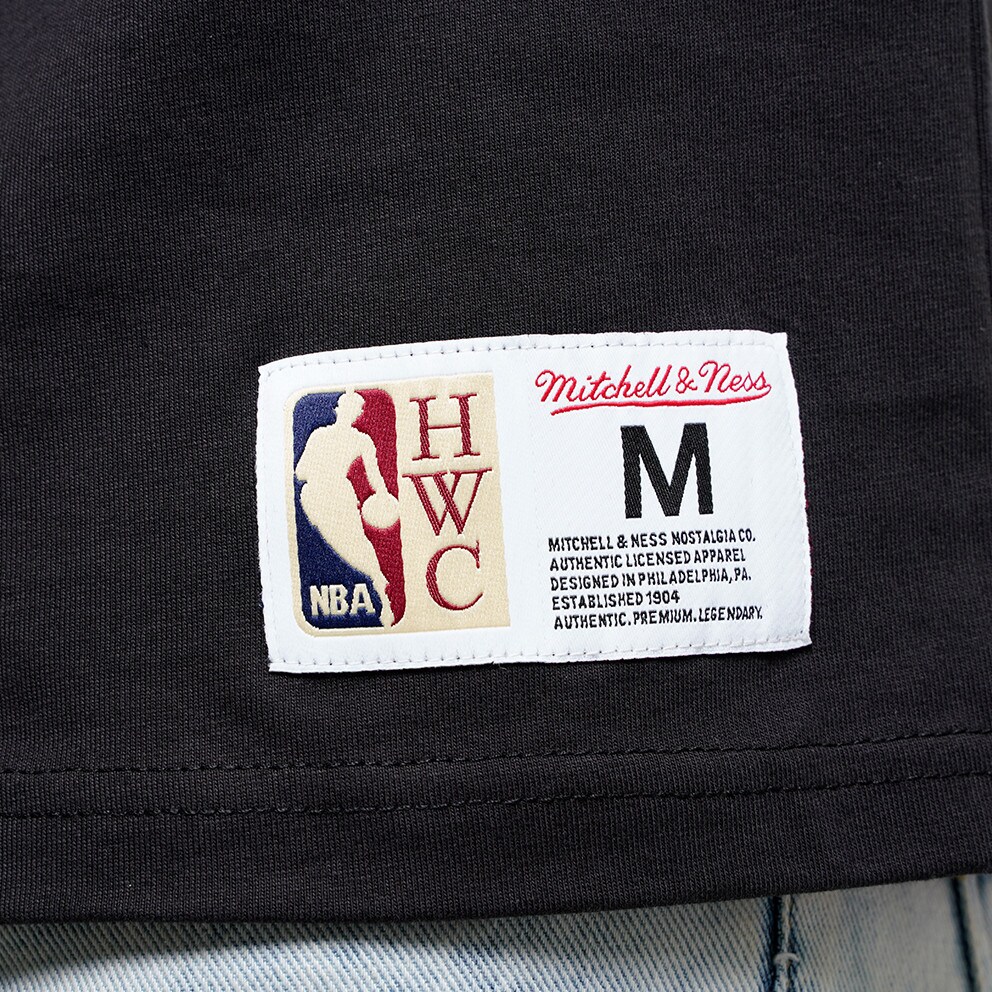 NBA
H
W
C
Mitchell & Ness
M
MITCHELL & NESS NOSTALGIA CO.
AUTHENTIC LICENSED APPAREL
DESIGNED IN PHILADELPHIA, PA.
ESTABLISHED 1904
AUTHENTIC. PREMIUM. LEGENDARY.